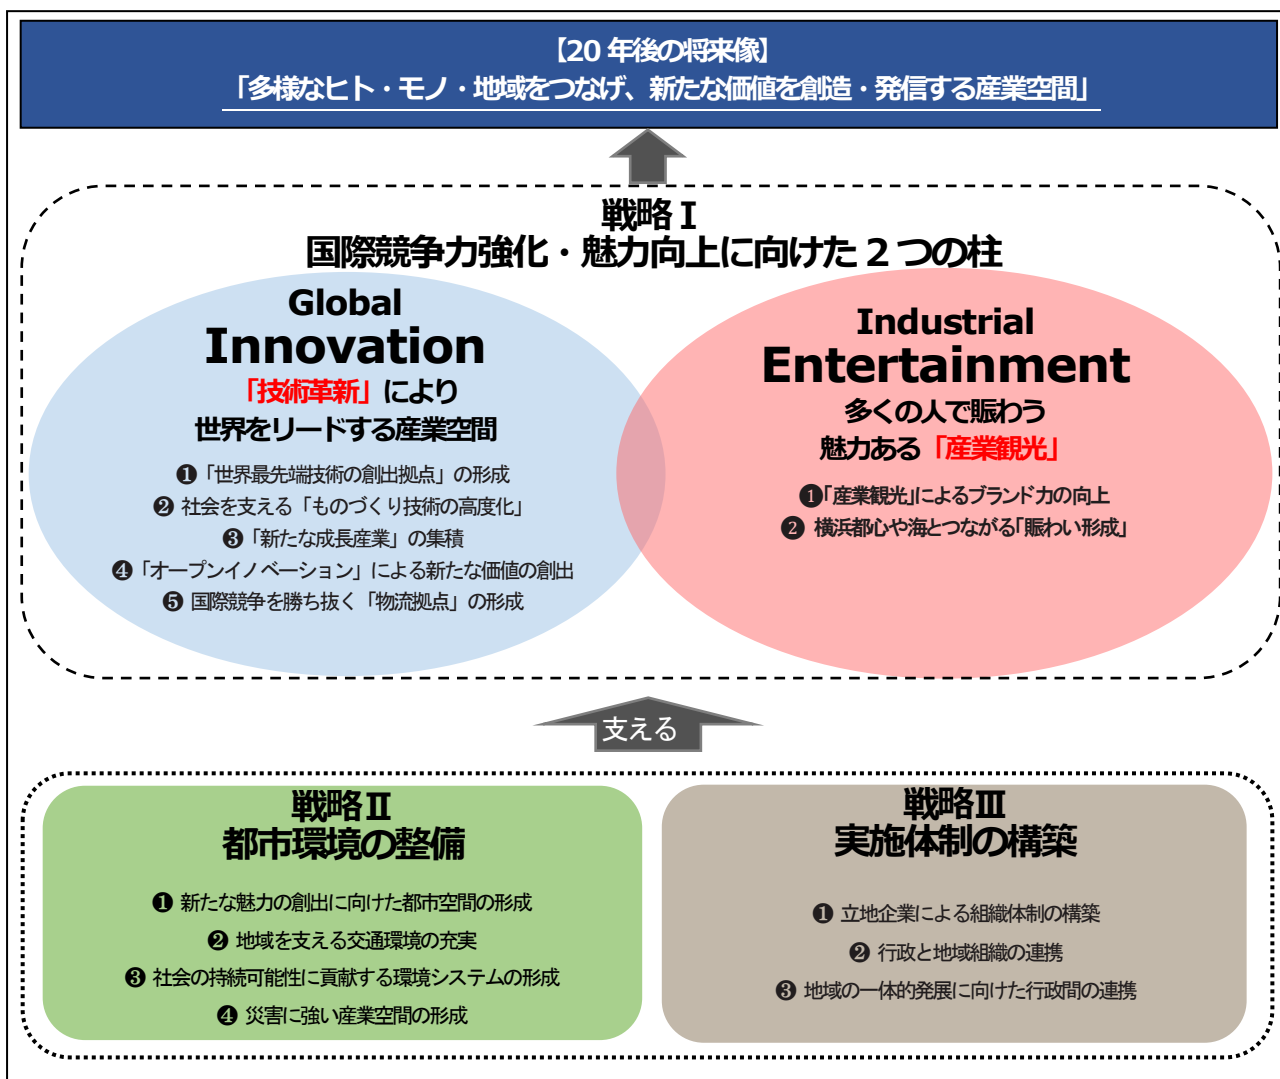 【20 年後の将来像】
「多様なヒト・モノ・地域をつなげ、新たな価値を創造・発信する産業空間」
戦略Ⅰ
国際競争力強化・魅力向上に向けた 2 つの柱
Global
Innovation
「技術革新」により
世界をリードする産業空間
❶「世界最先端技術の創出拠点」の形成
❷ 社会を支える「ものづくり技術の高度化」
❸「新たな成長産業」の集積
❹「オープンイノベーション」による新たな価値の創出
❺ 国際競争を勝ち抜く「物流拠点」の形成
Industrial
Entertainment
多くの人で賑わう
魅力ある「産業観光」
❶「産業観光」によるブランド力の向上
❷ 横浜都心や海とつながる「賑わい形成」
支える
戦略Ⅱ
都市環境の整備
❶ 新たな魅力の創出に向けた都市空間の形成
❷ 地域を支える交通環境の充実
❸ 社会の持続可能性に貢献する環境システムの形成
❹ 災害に強い産業空間の形成
戦略Ⅲ
実施体制の構築
❶ 立地企業による組織体制の構築
❷ 行政と地域組織の連携
❸ 地域の一体的発展に向けた行政間の連携